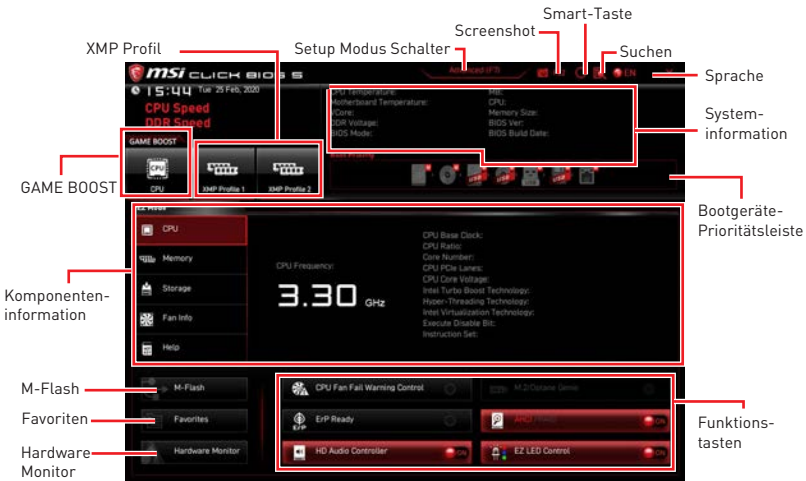 Smart-Taste
Screenshot
XMP Profil
Setup Modus Schalter
Suchen
msi CLICK BIOS 5
Advanced (F7)
EN
Sprache
15:44 Tue 25 Feb, 2020
CPU Speed
DDR Speed
CPU Temperature:
Motherboard Temperature:
VCore:
DDR Voltage:
BIOS Mode:
MB:
CPU:
Memory Size:
BIOS Ver:
BIOS Build Date:
System-
information
GAME BOOST
CPU
XMP Profile 1
XMP Profile 2
GAME BOOST
Bootgeräte-
Prioritätsleiste
EZ Mode
CPU
Memory
Storage
Fan Info
Help
CPU Frequency:
3.30 GHz
CPU Base Clock:
CPU Ratio:
Core Number:
CPU PCIe Lanes:
CPU Core Voltage:
Intel Turbo Boost Technology:
Hyper-Threading Technology:
Intel Virtualization Technology:
Execute Disable Bit:
Instruction Set:
Komponenten-
information
M-Flash
M-Flash
Favoriten
Favorites
Hardware
Monitor
Hardware Monitor
CPU Fan Fail Warning Control
M.2/Optane Genie
ErP
ErP Ready
AHCI
ON
HD Audio Controller
ON
EZ LED Control
ON
Funktions-
tasten